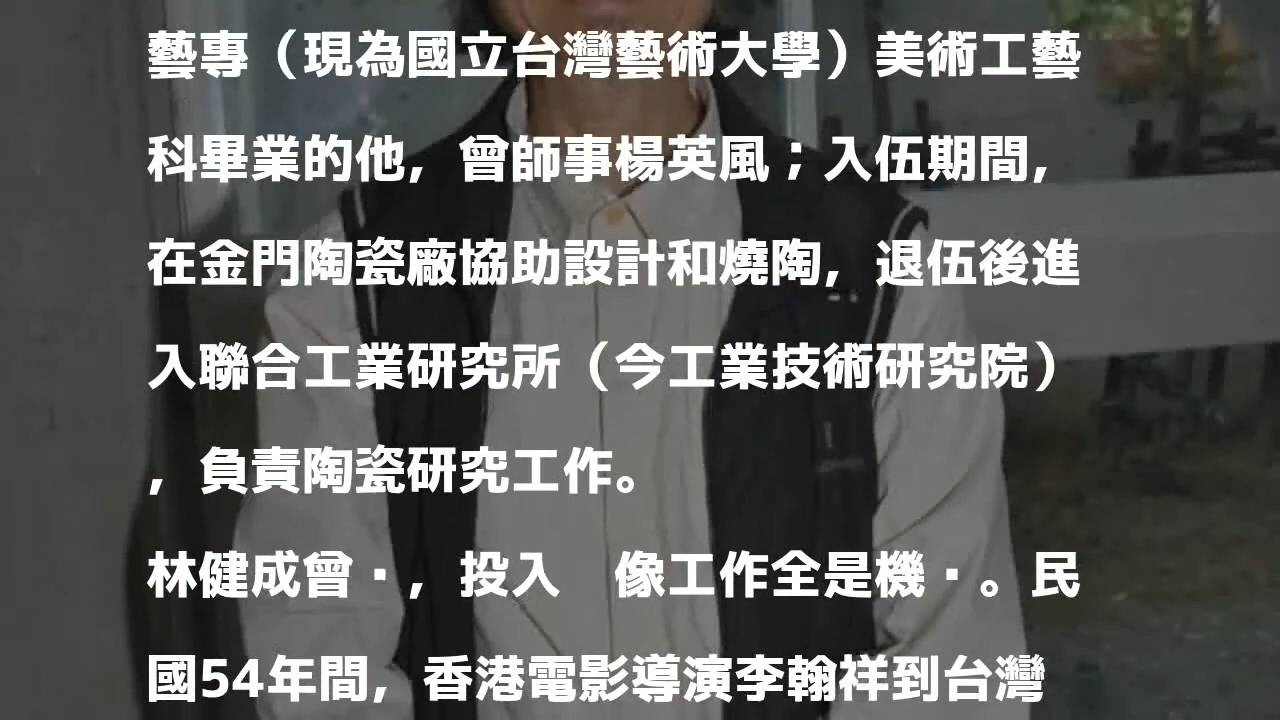 藝專（現為國立台灣藝術大學）美術工藝
科畢業的他，曾師事楊英風；入伍期間，
在金門陶瓷廠協助設計和燒陶，退伍後進
入聯合工業研究所（今工業技術研究院）
，負責陶瓷研究工作。
林健成曾▪，投入　像工作全是機▪。民
國54年間，香港電影導演李翰祥到台灣